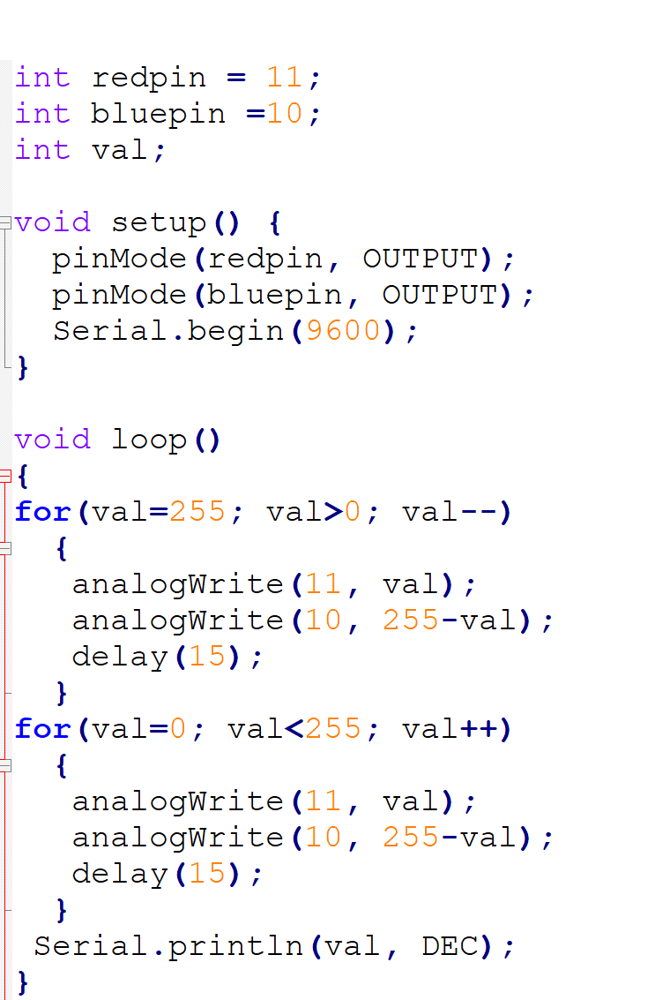 int redpin = 11;
int bluepin =10;
int val;
void setup() {
  pinMode(redpin, OUTPUT);
  pinMode(bluepin, OUTPUT);
  Serial.begin(9600);
}
void loop()
{
for(val=255; val>0; val--)
  {
   analogWrite(11, val);
   analogWrite(10, 255-val);
   delay(15);
  }
for(val=0; val<255; val++)
  {
   analogWrite(11, val);
   analogWrite(10, 255-val);
   delay(15);
  }
 Serial.println(val, DEC);
}